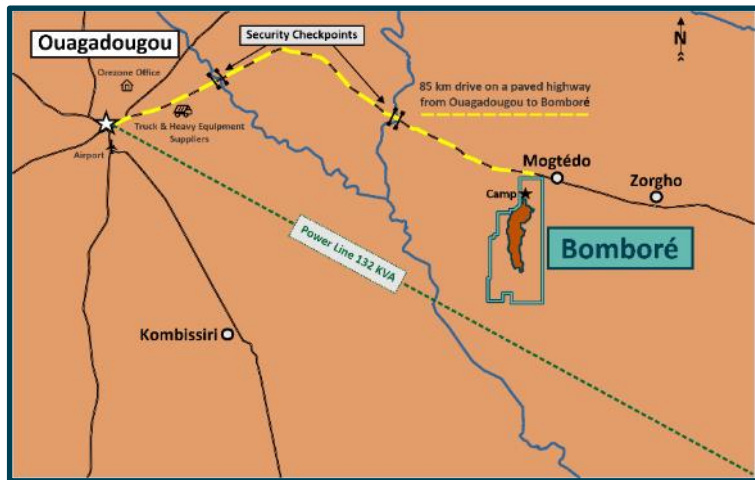 Ouagadougou
Security Checkpoints
N
Orezone Office
85 km drive on a paved highway
from Ouagadougou to Bomboré
Truck & Heavy Equipment
Suppliers
Airport
Mogtédo
Camp
Zorgho
Bomboré
Power Line 132 KVA
Kombissiri